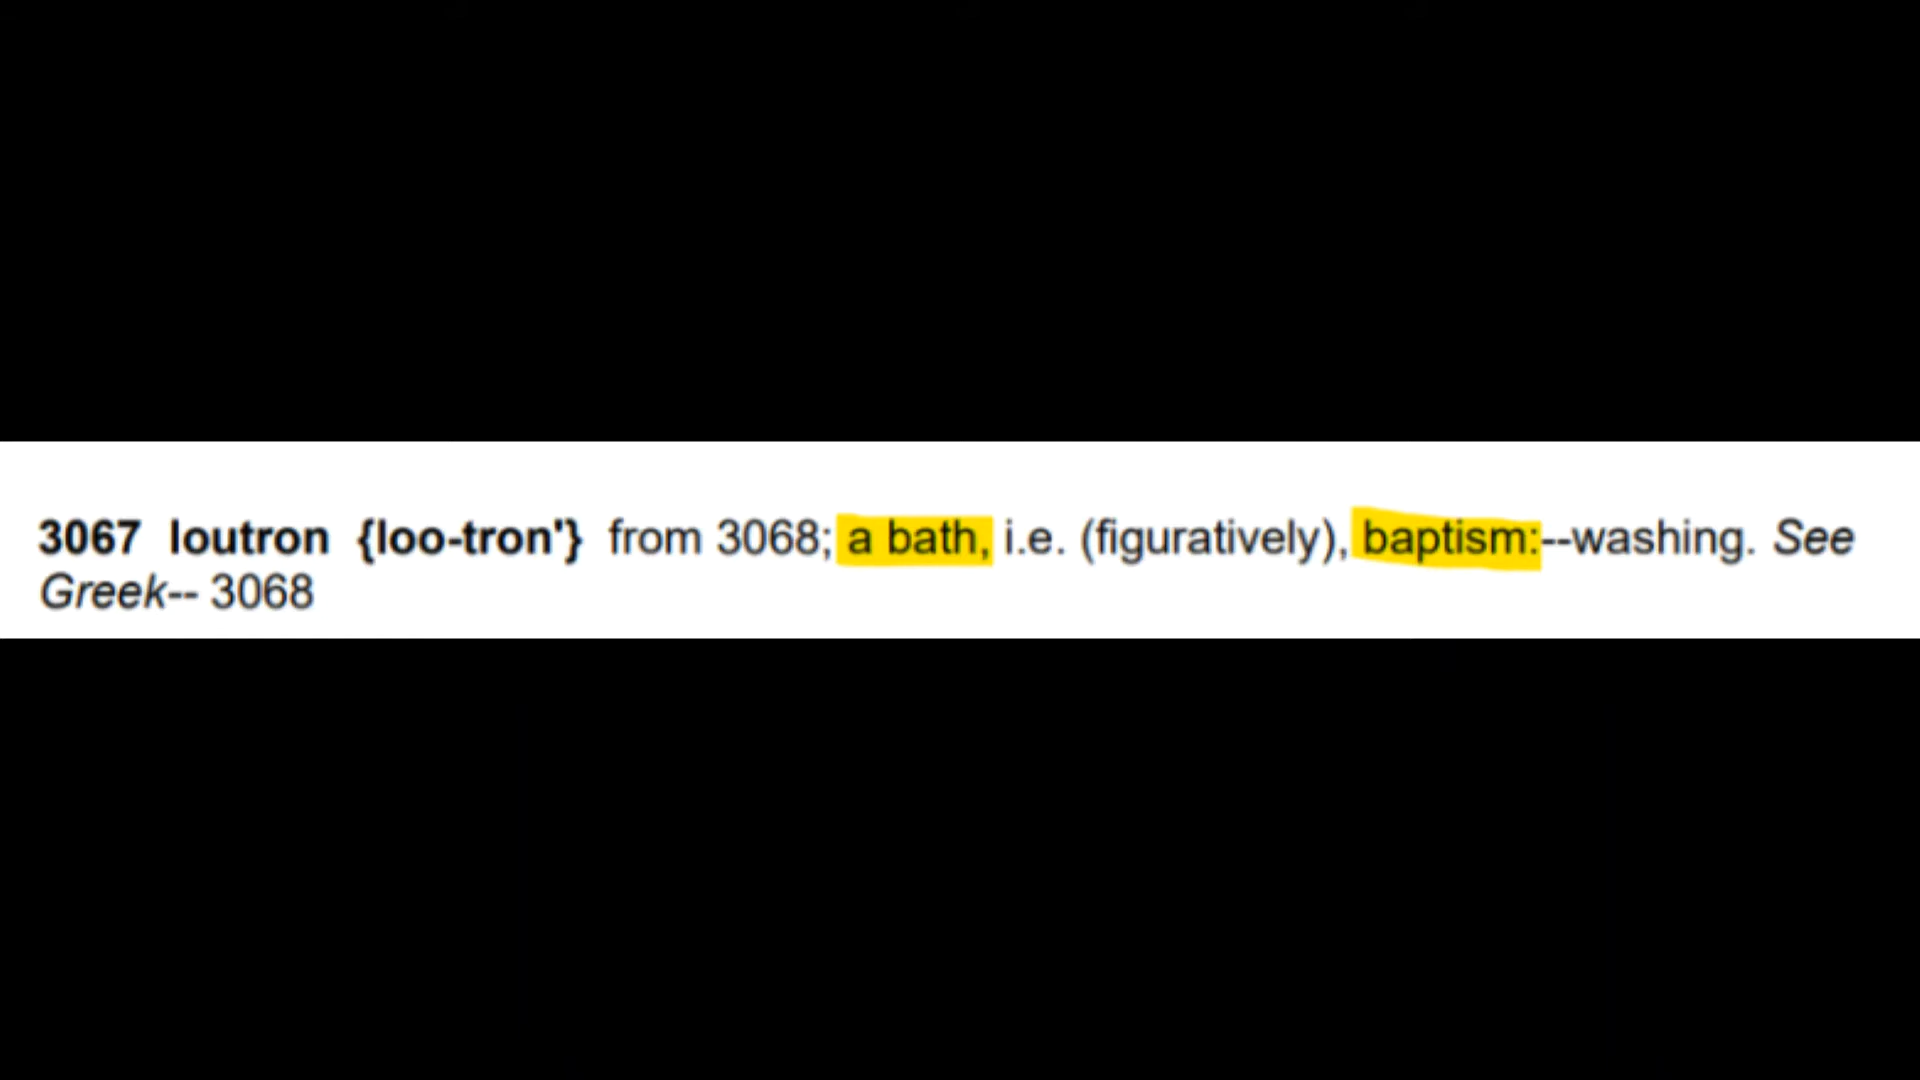 3067 loutron {loo-tron'} from 3068; a bath, i.e. (figuratively), baptism:--washing. See
Greek-- 3068